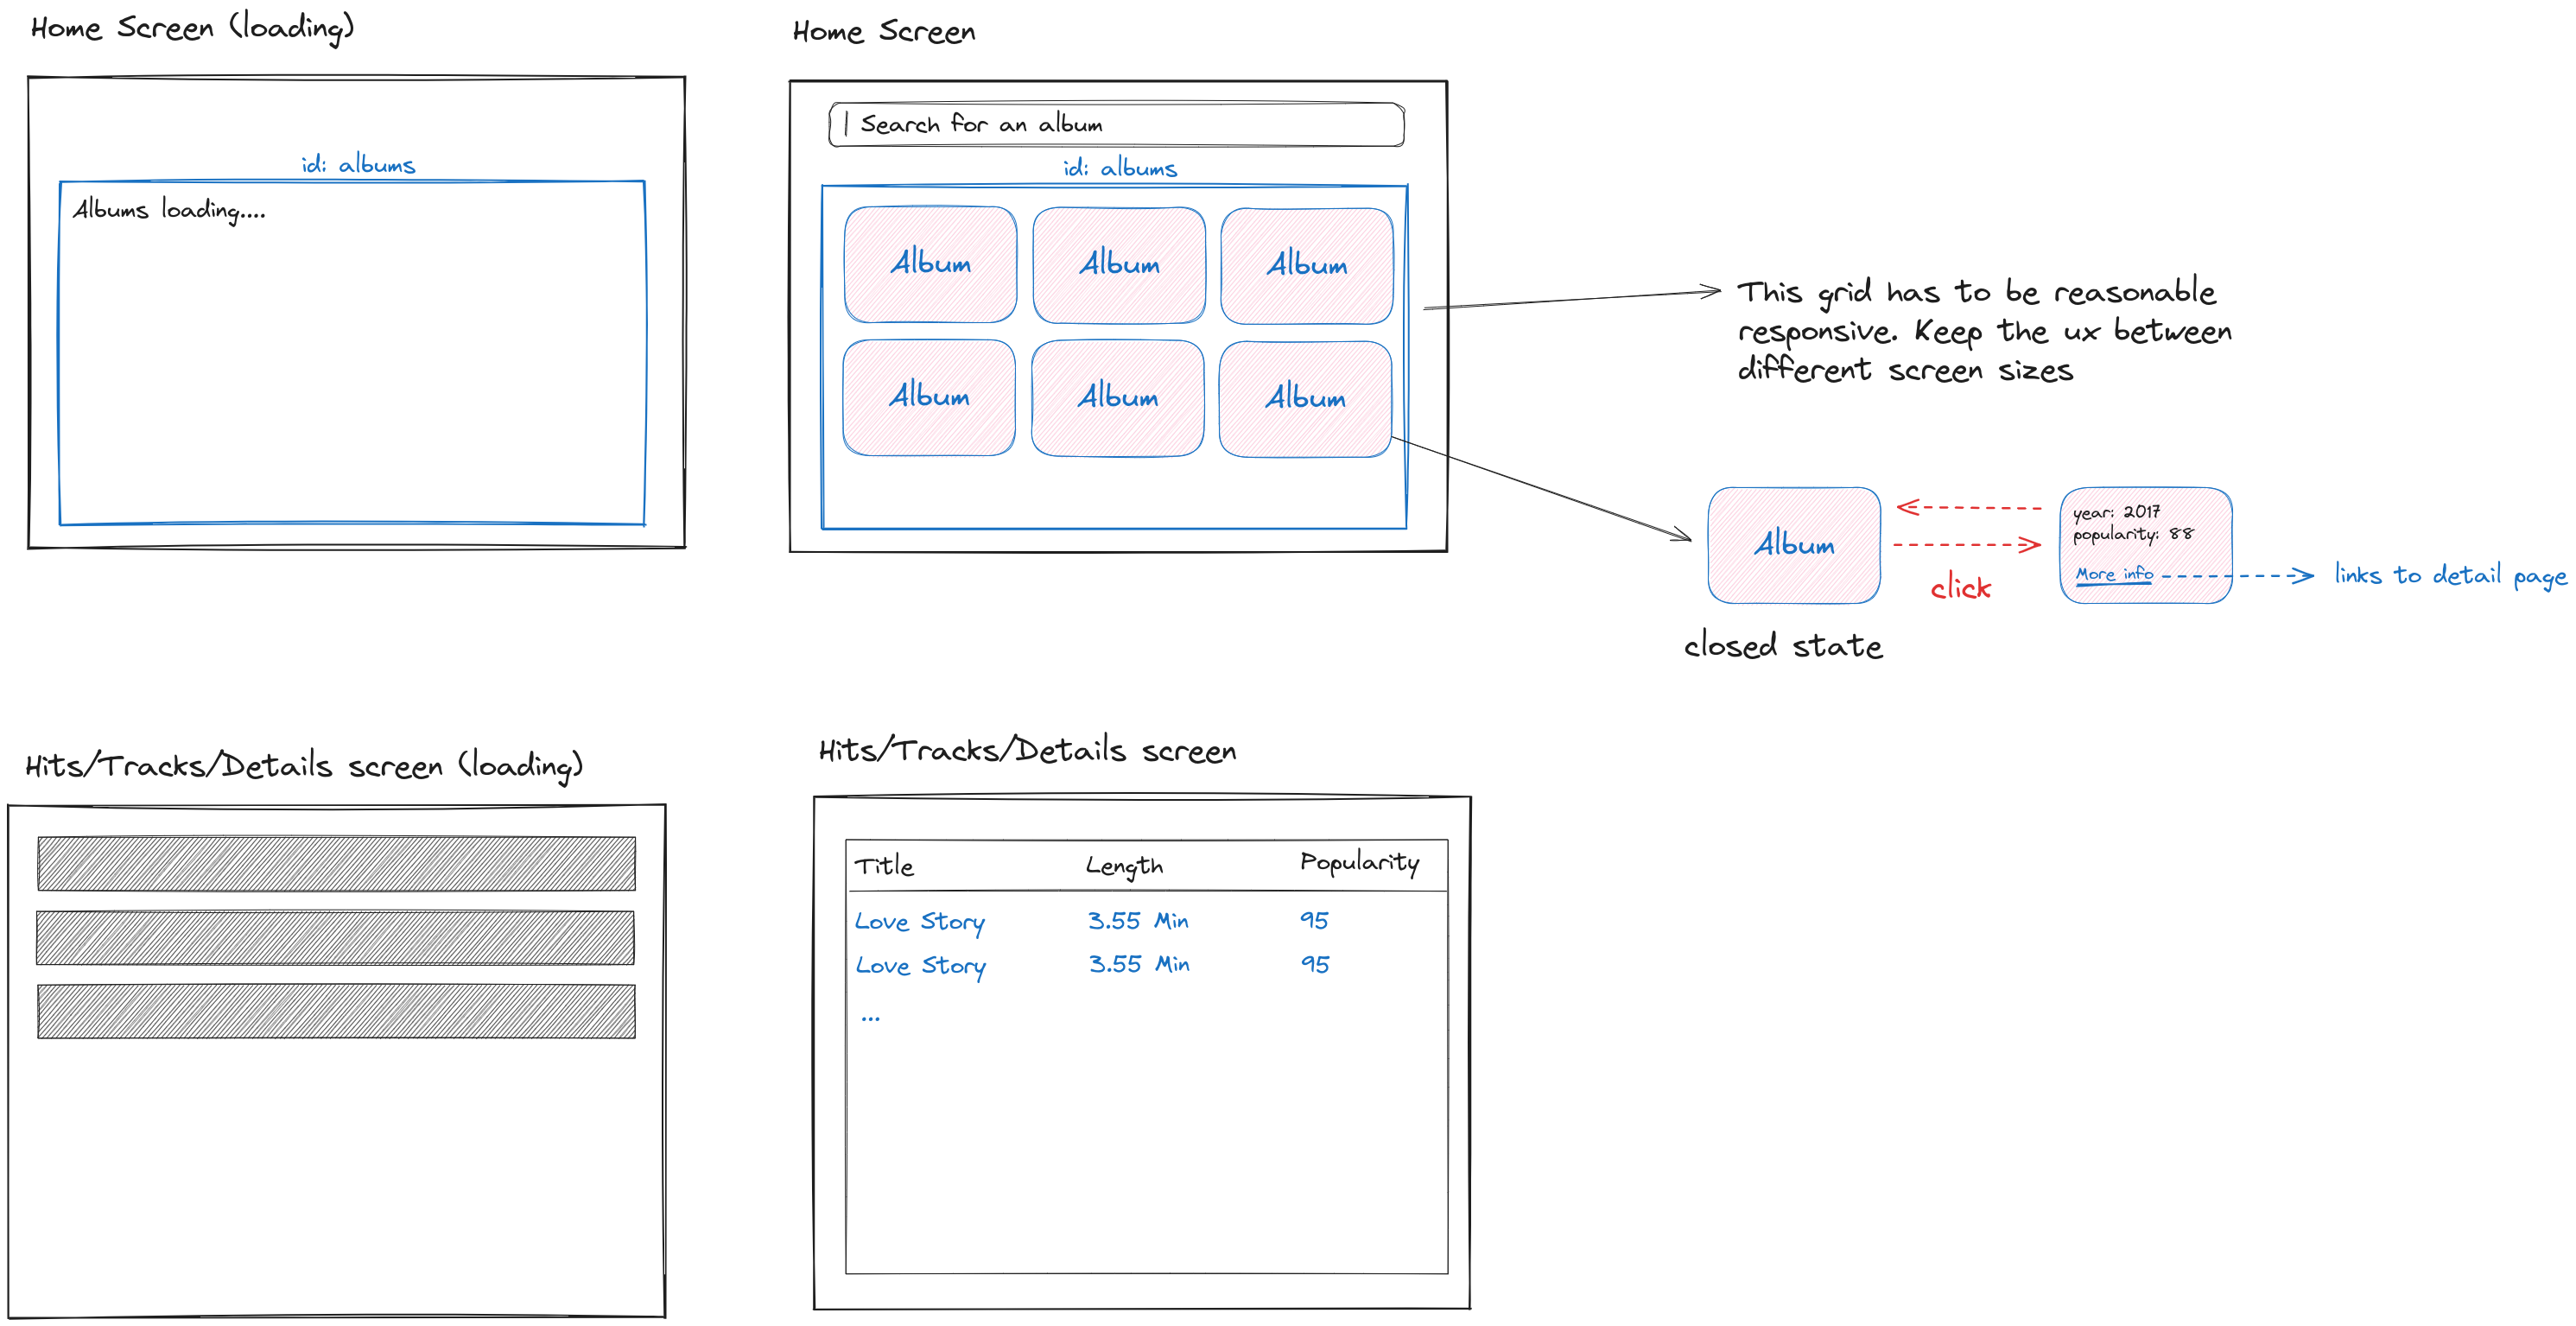 Home Screen (loading)
id: albums
Albums loading....
Home Screen
| Search for an album
id: albums
Album Album Album
Album Album Album
This grid has to be reasonable
responsive. Keep the ux between
different screen sizes
Album
closed state
click
year: 2017
popularity: 88
More info
links to detail page
Hits/Tracks/Details screen (loading)
Hits/Tracks/Details screen
Title Length Popularity
Love Story 3.55 Min 95
Love Story 3.55 Min 95
...